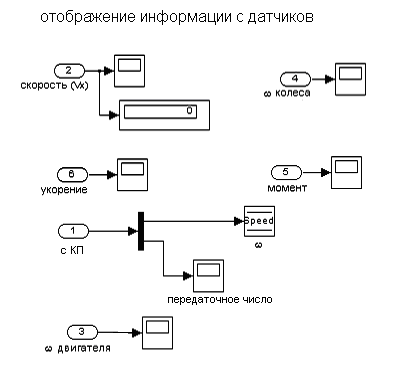 отображение информации с датчиков
2
скорость (Vx)
0
4
ω колеса
6
укорение
5
момент
1
с КП
Speed
ω
передаточное число
3
ω двигателя